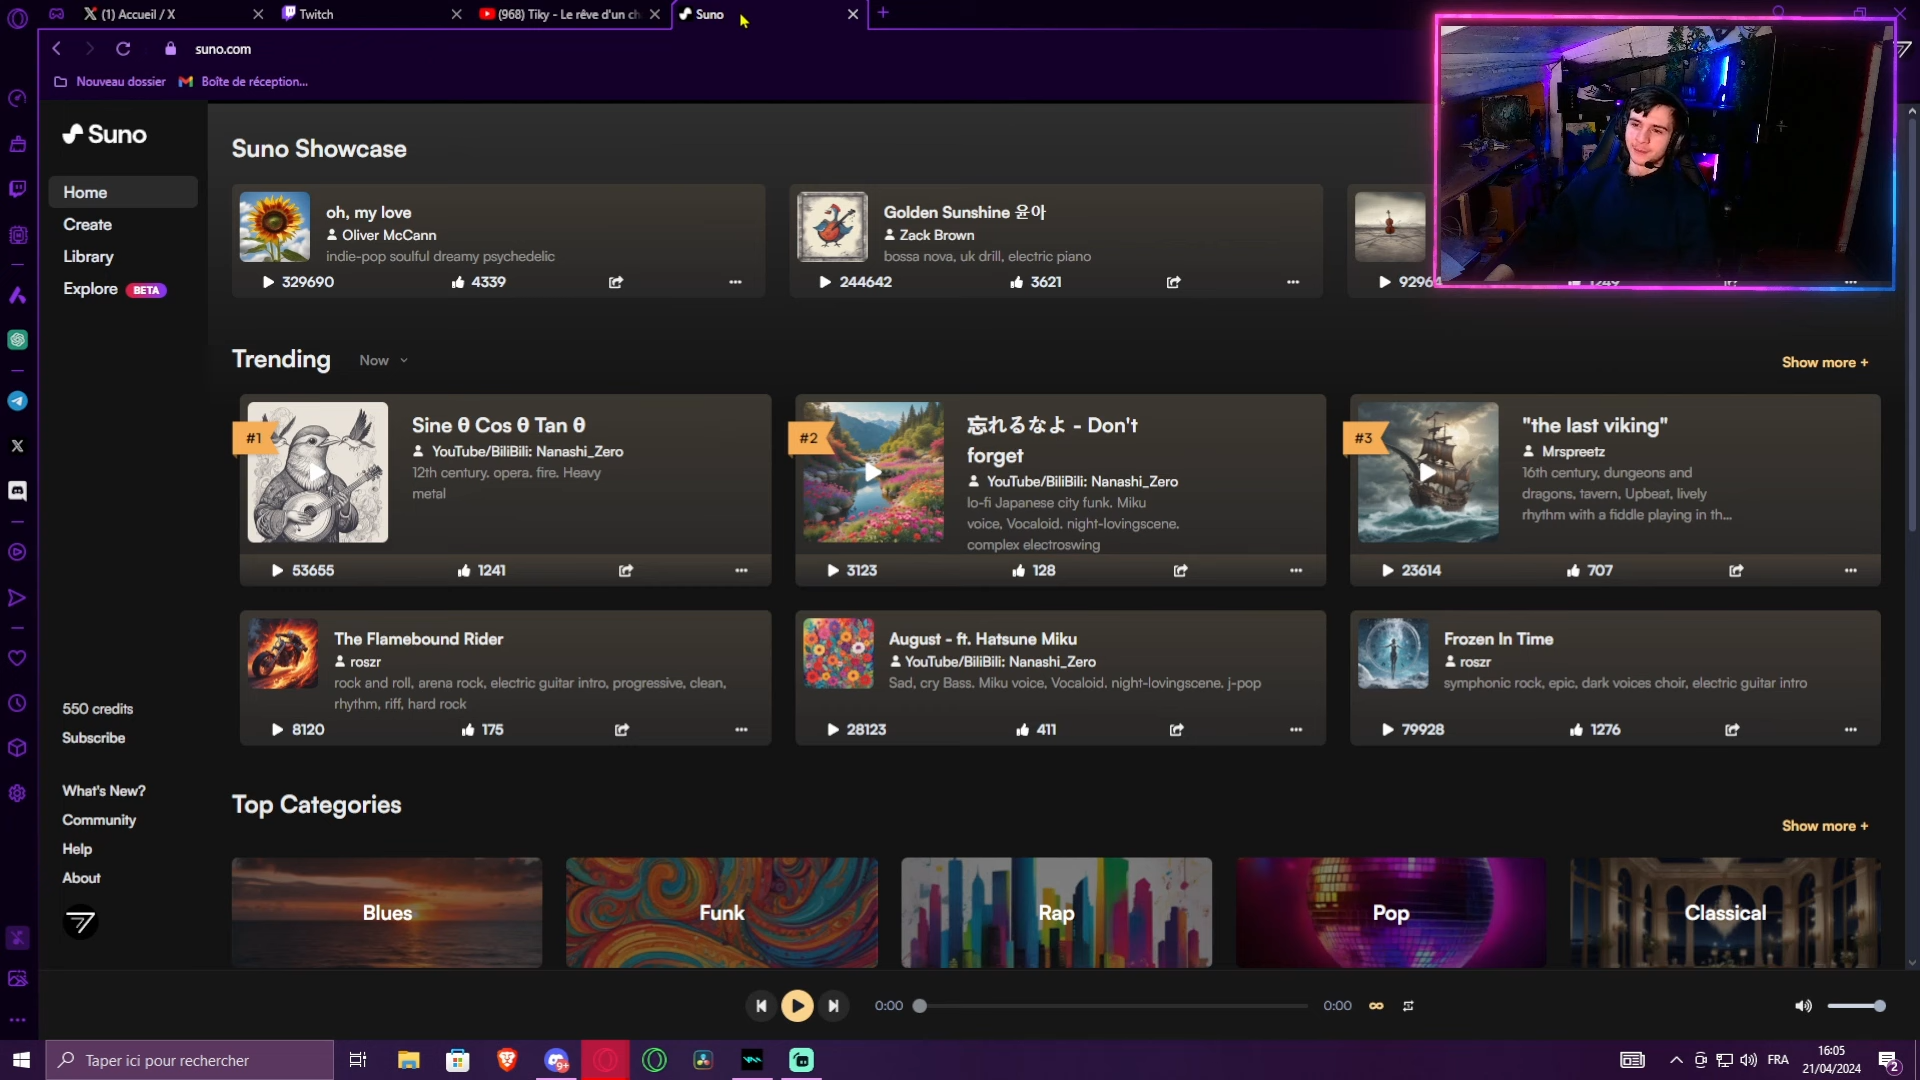 (1) Accueil / X
Twitch
(968) Tiky - Le rêve d'un ch
Suno
suno.com
Nouveau dossier
Boîte de réception...
Suno
Home
Create
Library
Explore BETA
550 credits
Subscribe
What's New?
Community
Help
About
Suno Showcase
oh, my love
Oliver McCann
indie-pop soulful dreamy psychedelic
329690
4339
Golden Sunshine 윤아
Zack Brown
bossa nova, uk drill, electric piano
244642
3621
9296
1249
Trending
Now
Show more +
#1
Sine θ Cos θ Tan θ
YouTube/BiliBili: Nanashi_Zero
12th century. opera. fire. Heavy
metal
53655
1241
#2
忘れるなよ - Don't
forget
YouTube/BiliBili: Nanashi_Zero
lo-fi Japanese city funk. Miku
voice, Vocaloid. night-lovingscene.
complex electroswing
3123
128
#3
"the last viking"
Mrspreetz
16th century, dungeons and
dragons, tavern, Upbeat, lively
rhythm with a fiddle playing in th...
23614
707
The Flamebound Rider
roszr
rock and roll, arena rock, electric guitar intro, progressive, clean,
rhythm, riff, hard rock
8120
175
August - ft. Hatsune Miku
YouTube/BiliBili: Nanashi_Zero
Sad, cry Bass. Miku voice, Vocaloid. night-lovingscene. j-pop
28123
411
Frozen In Time
roszr
symphonic rock, epic, dark voices choir, electric guitar intro
79928
1276
Top Categories
Show more +
Blues
Funk
Rap
Pop
Classical
0:00
0:00
Taper ici pour rechercher
9+
FRA
16:05
21/04/2024
2